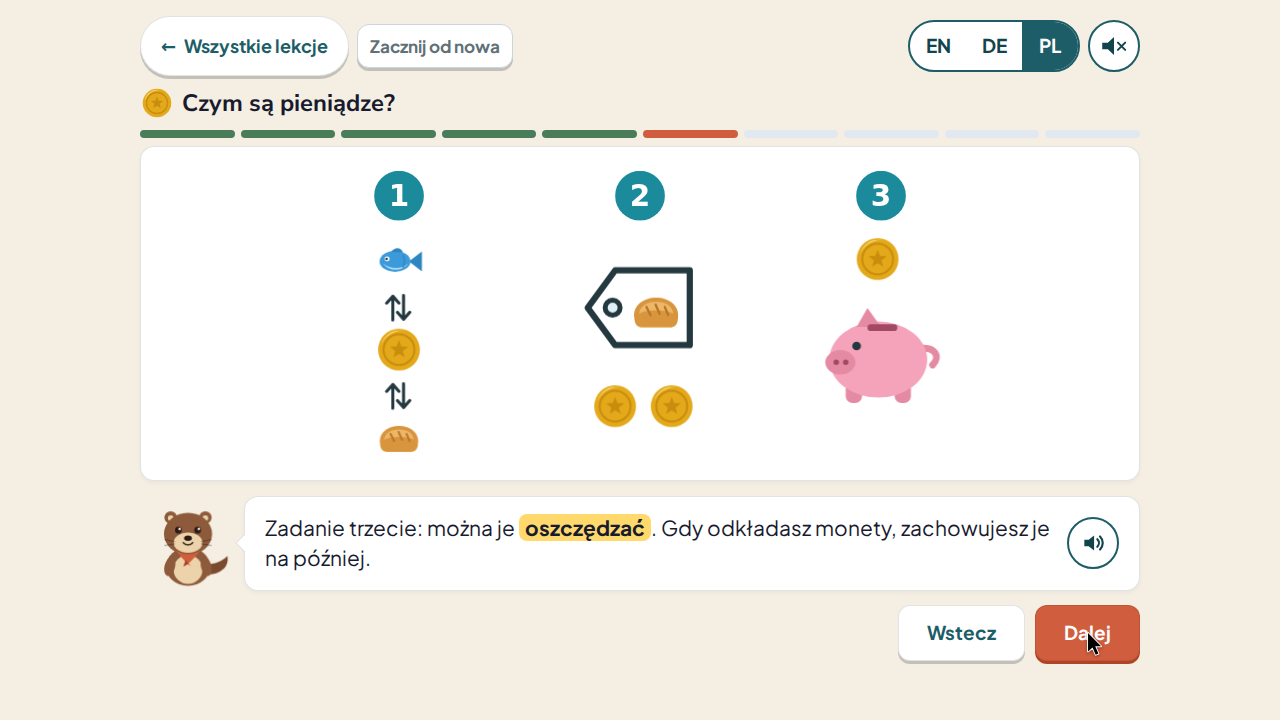 ← Wszystkie lekcje
Zacznij od nowa
EN DE PL
Czym są pieniądze?
1 2 3
Zadanie trzecie: można je oszczędzać. Gdy odkładasz monety, zachowujesz je
na później.
Wstecz
Dalej